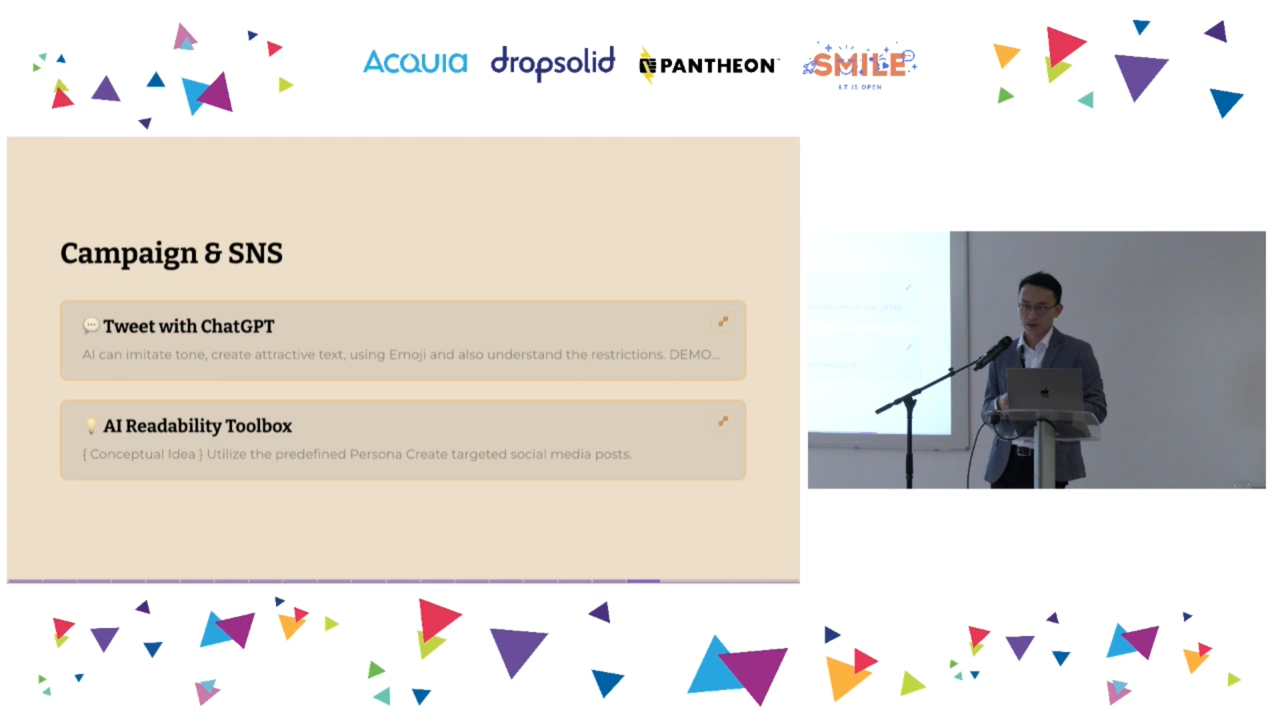 ACQUIA
dropsolid
PANTHEON
SMILE
I.T IS OPEN
Campaign & SNS
Tweet with ChatGPT
AI can imitate tone, create attractive text, using Emoji and also understand the restrictions. DEMO...
AI Readability Toolbox
{ Conceptual Idea } Utilize the predefined Persona Create targeted social media posts.